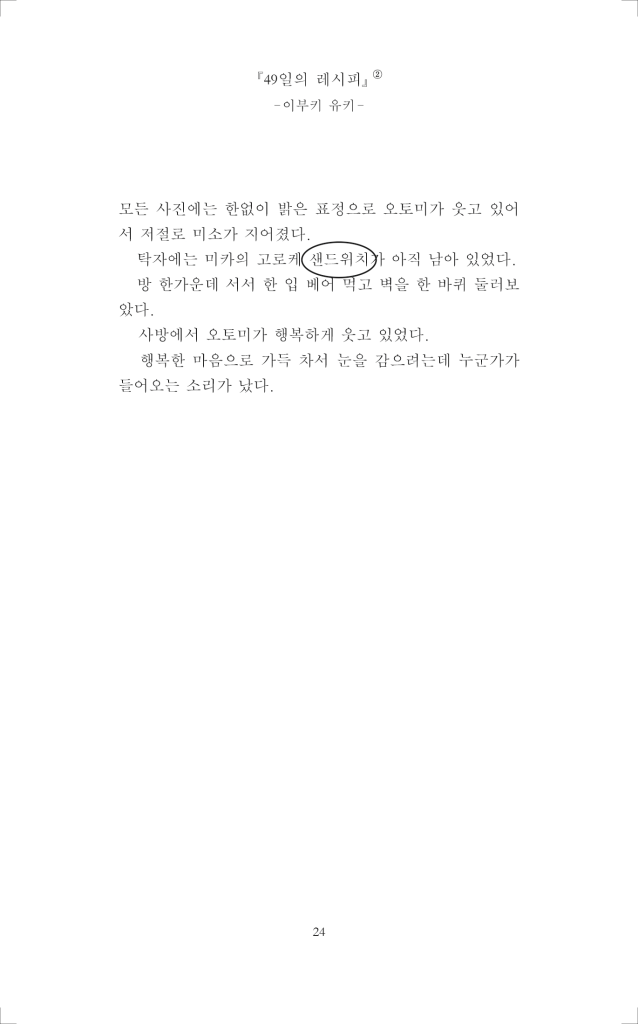 『49일의 레시피』②
-이부키 유키-
모든 사진에는 한없이 밝은 표정으로 오토미가 웃고 있어
서 저절로 미소가 지어졌다.
탁자에는 미카의 고로케 샌드위치가 아직 남아 있었다.
방 한가운데 서서 한 입 베어 먹고 벽을 한 바퀴 둘러보
았다.
사방에서 오토미가 행복하게 웃고 있었다.
행복한 마음으로 가득 차서 눈을 감으려는데 누군가가
들어오는 소리가 났다.
24